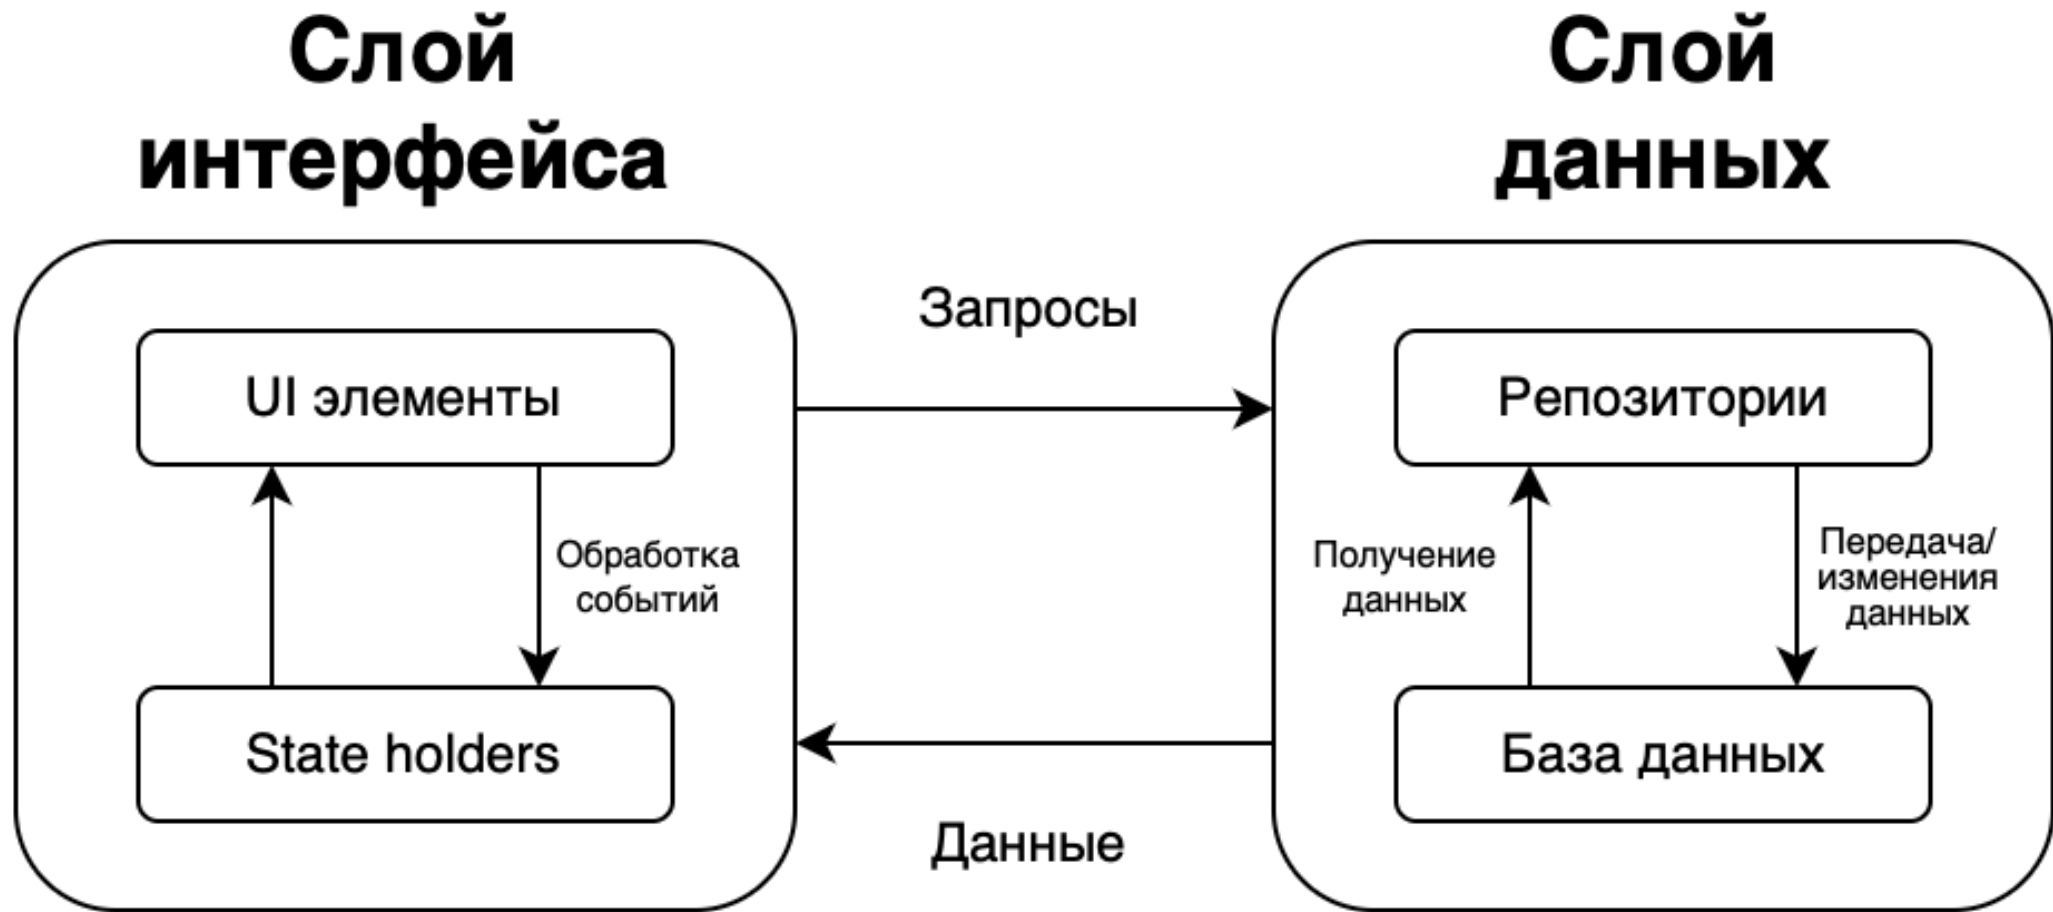 Слой
интерфейса
Слой
данных
Запросы
UI элементы
Репозитории
Обработка
событий
Получение
данных
Передача/
изменения
данных
State holders
База данных
Данные